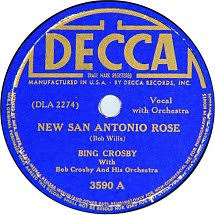 DECCA
TRADE MARK REGISTERED
MANUFACTURED IN U.S.A. - BY DECCA RECORDS, INC.
(DLA 2274)
Vocal
with Orchestra
NEW SAN ANTONIO ROSE
(Bob Wills)
BING CROSBY
With
Bob Crosby And His Orchestra
3590 A